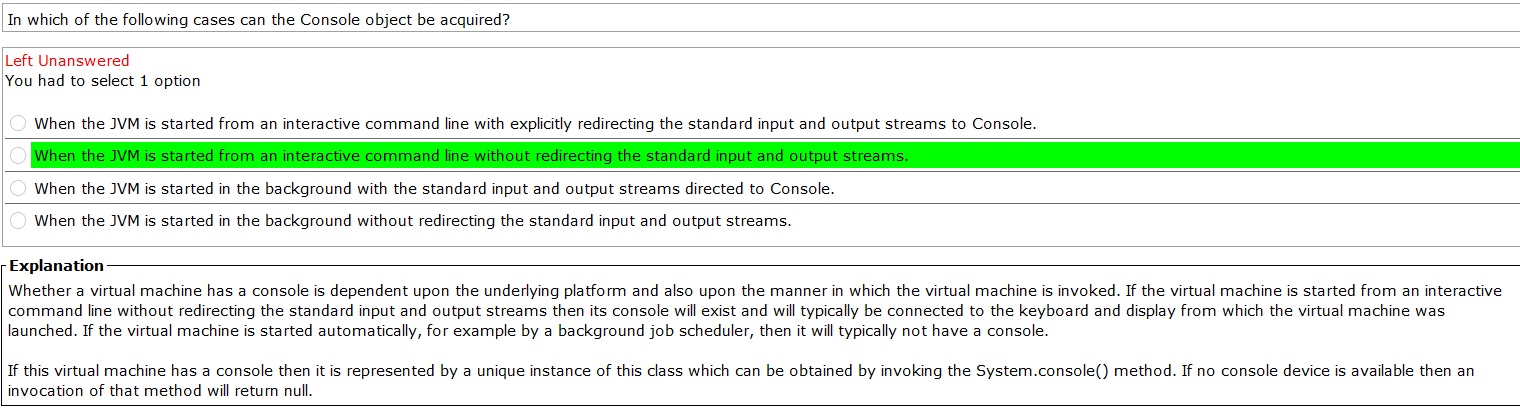 In which of the following cases can the Console object be acquired?
Left Unanswered
You had to select 1 option
When the JVM is started from an interactive command line with explicitly redirecting the standard input and output streams to Console.
When the JVM is started from an interactive command line without redirecting the standard input and output streams.
When the JVM is started in the background with the standard input and output streams directed to Console.
When the JVM is started in the background without redirecting the standard input and output streams.
Explanation
Whether a virtual machine has a console is dependent upon the underlying platform and also upon the manner in which the virtual machine is invoked. If the virtual machine is started from an interactive
command line without redirecting the standard input and output streams then its console will exist and will typically be connected to the keyboard and display from which the virtual machine was
launched. If the virtual machine is started automatically, for example by a background job scheduler, then it will typically not have a console.
If this virtual machine has a console then it is represented by a unique instance of this class which can be obtained by invoking the System.console() method. If no console device is available then an
invocation of that method will return null.